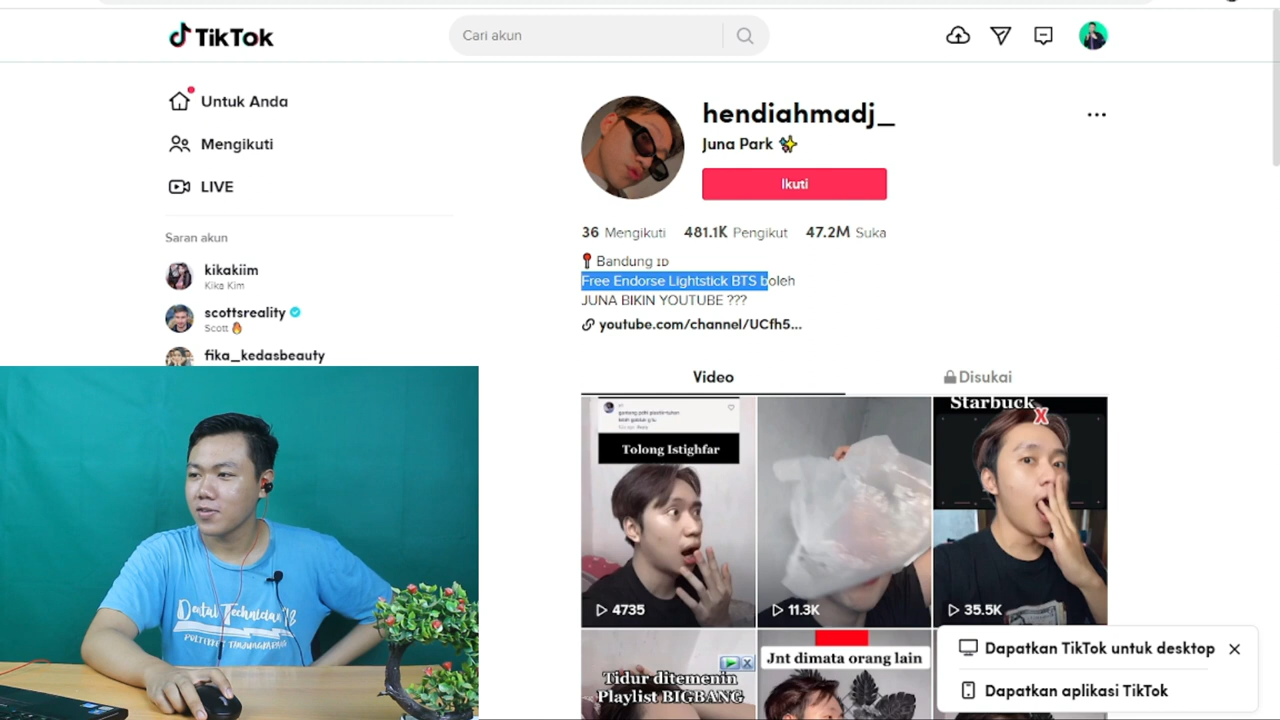 TikTok
Cari akun
Untuk Anda
Mengikuti
LIVE
Saran akun
kikakiim
Kika Kim
scottsreality
Scott
fika_kedasbeauty
hendiahmadj_
Juna Park
Ikuti
36 Mengikuti 481.1K Pengikut 47.2M Suka
Bandung ID
Free Endorse Lightstick BTS boleh
JUNA BIKIN YOUTUBE ???
youtube.com/channel/UCfh5...
Video
Disukai
Tolong Istighfar
4735
11.3K
Starbuck
X
35.5K
Tidur ditemenin
Playlist BIGBANG
Jnt dimata orang lain
Dapatkan TikTok untuk desktop
Dapatkan aplikasi TikTok
Dental Technician